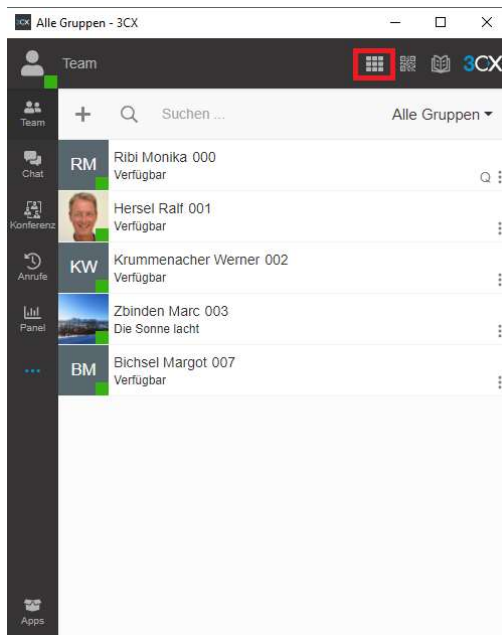 3CX Alle Gruppen - 3CX
Team 3CX
Team
Chat
Konferenz
Anrufe
Panel
Apps
Suchen ... Alle Gruppen
RM Ribi Monika 000
Verfügbar
Q
Hersel Ralf 001
Verfügbar
KW Krummenacher Werner 002
Verfügbar
Zbinden Marc 003
Die Sonne lacht
BM Bichsel Margot 007
Verfügbar